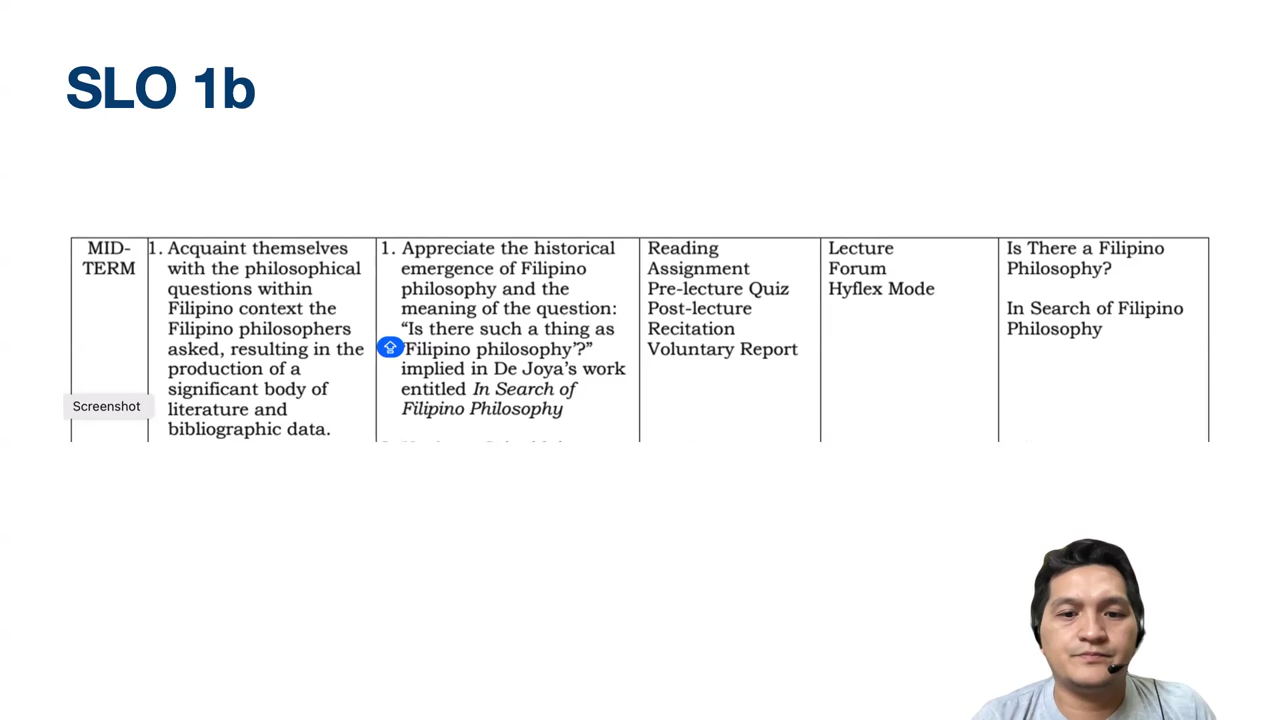 SLO 1b
MID-
TERM
1. Acquaint themselves
with the philosophical
questions within
Filipino context the
Filipino philosophers
asked, resulting in the
production of a
significant body of
literature and
bibliographic data.
1. Appreciate the historical
emergence of Filipino
philosophy and the
meaning of the question:
“Is there such a thing as
Filipino philosophy’?”
implied in De Joya’s work
entitled In Search of
Filipino Philosophy
Reading
Assignment
Pre-lecture Quiz
Post-lecture
Recitation
Voluntary Report
Lecture
Forum
Hyflex Mode
Is There a Filipino
Philosophy?
In Search of Filipino
Philosophy
Screenshot